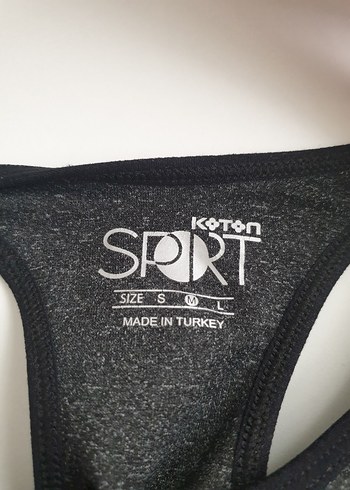 KOTON
SPORT
SIZE S M L
MADE IN TURKEY